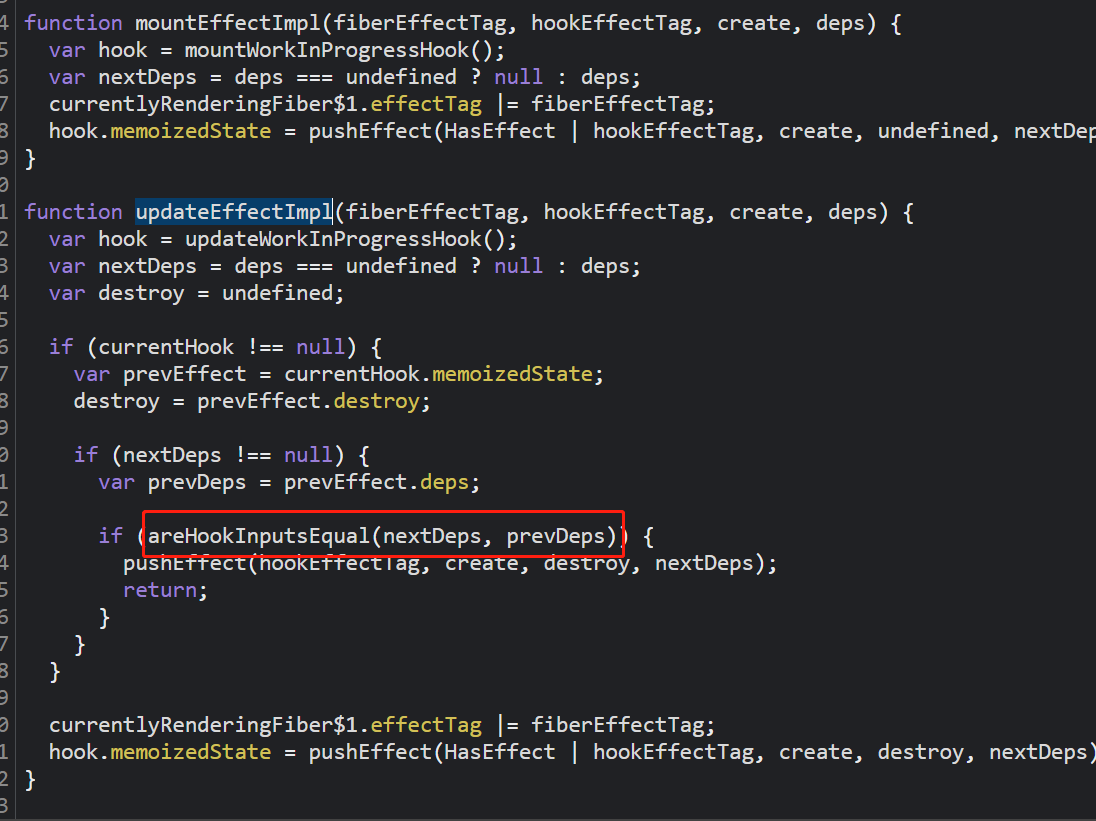 4 function mountEffectImpl(fiberEffectTag, hookEffectTag, create, deps) {
5 var hook = mountWorkInProgressHook();
6 var nextDeps = deps === undefined ? null : deps;
7 currentlyRenderingFiber$1.effectTag |= fiberEffectTag;
8 hook.memoizedState = pushEffect(HasEffect | hookEffectTag, create, undefined, nextDep
9 }
0
1 function updateEffectImpl(fiberEffectTag, hookEffectTag, create, deps) {
2 var hook = updateWorkInProgressHook();
3 var nextDeps = deps === undefined ? null : deps;
4 var destroy = undefined;
5
6 if (currentHook !== null) {
7 var prevEffect = currentHook.memoizedState;
8 destroy = prevEffect.destroy;
9
0 if (nextDeps !== null) {
1 var prevDeps = prevEffect.deps;
2
3 if (areHookInputsEqual(nextDeps, prevDeps)) {
4 pushEffect(hookEffectTag, create, destroy, nextDeps);
5 return;
6 }
7 }
8 }
9
0 currentlyRenderingFiber$1.effectTag |= fiberEffectTag;
1 hook.memoizedState = pushEffect(HasEffect | hookEffectTag, create, destroy, nextDeps)
2 }
3